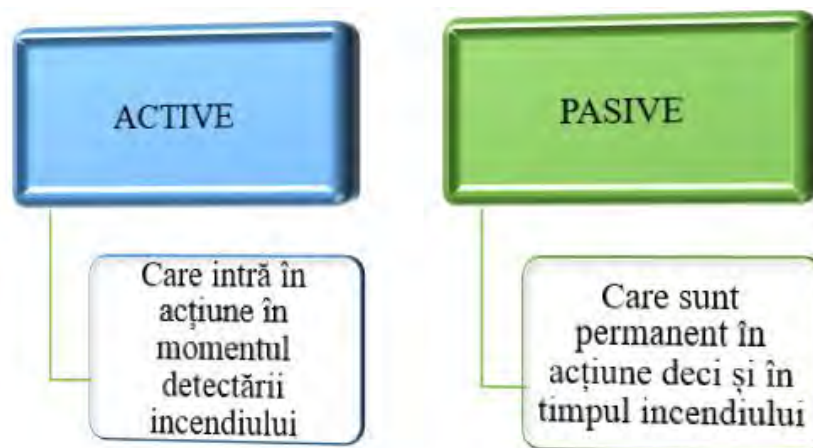 ACTIVE
Care intră în
acțiune în
momentul
detectării
incendiului
PASIVE
Care sunt
permanent în
acțiune deci și în
timpul incendiului